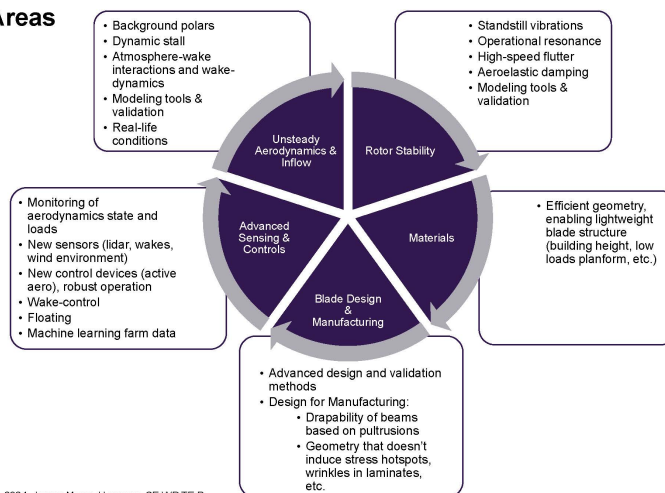 Areas
• Background polars
• Dynamic stall
• Atmosphere-wake
interactions and wake-
dynamics
• Modeling tools &
validation
• Real-life
conditions
• Standstill vibrations
• Operational resonance
• High-speed flutter
• Aeroelastic damping
• Modeling tools &
validation
Unsteady
Aerodynamics &
Inflow
Rotor Stability
• Monitoring of
aerodynamics state and
loads
• New sensors (lidar, wakes,
wind environment)
• New control devices (active
aero), robust operation
• Wake-control
• Floating
• Machine learning farm data
Advanced
Sensing &
Controls
Materials
• Efficient geometry,
enabling lightweight
blade structure
(building height, low
loads planform, etc.)
Blade Design
&
Manufacturing
• Advanced design and validation
methods
• Design for Manufacturing:
• Drapability of beams
based on pultrusions
• Geometry that doesn't
induce stress hotspots,
wrinkles in laminates,
etc.